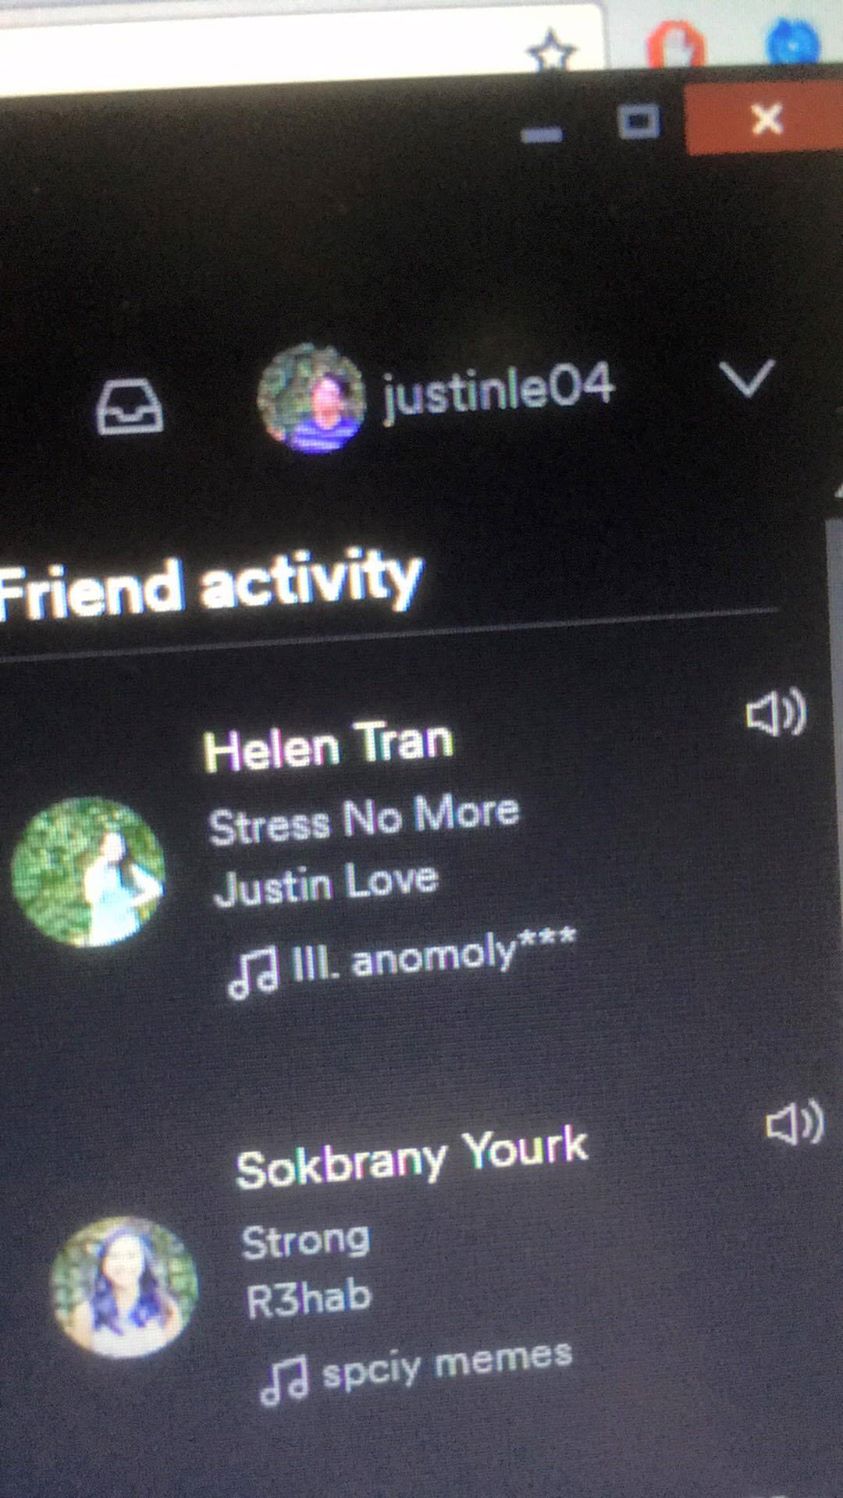 justinle04
Friend activity
Helen Tran
Stress No More
Justin Love
III. anomoly***
Sokbrany Yourk
Strong
R3hab
spciy memes